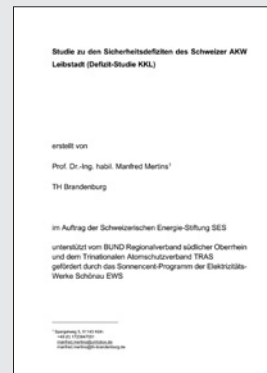 Studie zu den Sicherheitsdefiziten des Schweizer AKW
Leibstadt (Defizit-Studie KKL)
erstellt von
Prof. Dr.-Ing. habil. Manfred Mertins¹
TH Brandenburg
im Auftrag der Schweizerischen Energie-Stiftung SES
unterstützt vom BUND Regionalverband südlicher Oberrhein
und dem Trinationalen Atomschutzverband TRAS
gefördert durch das Sonnencent-Programm der Elektrizitäts-
Werke Schönau EWS